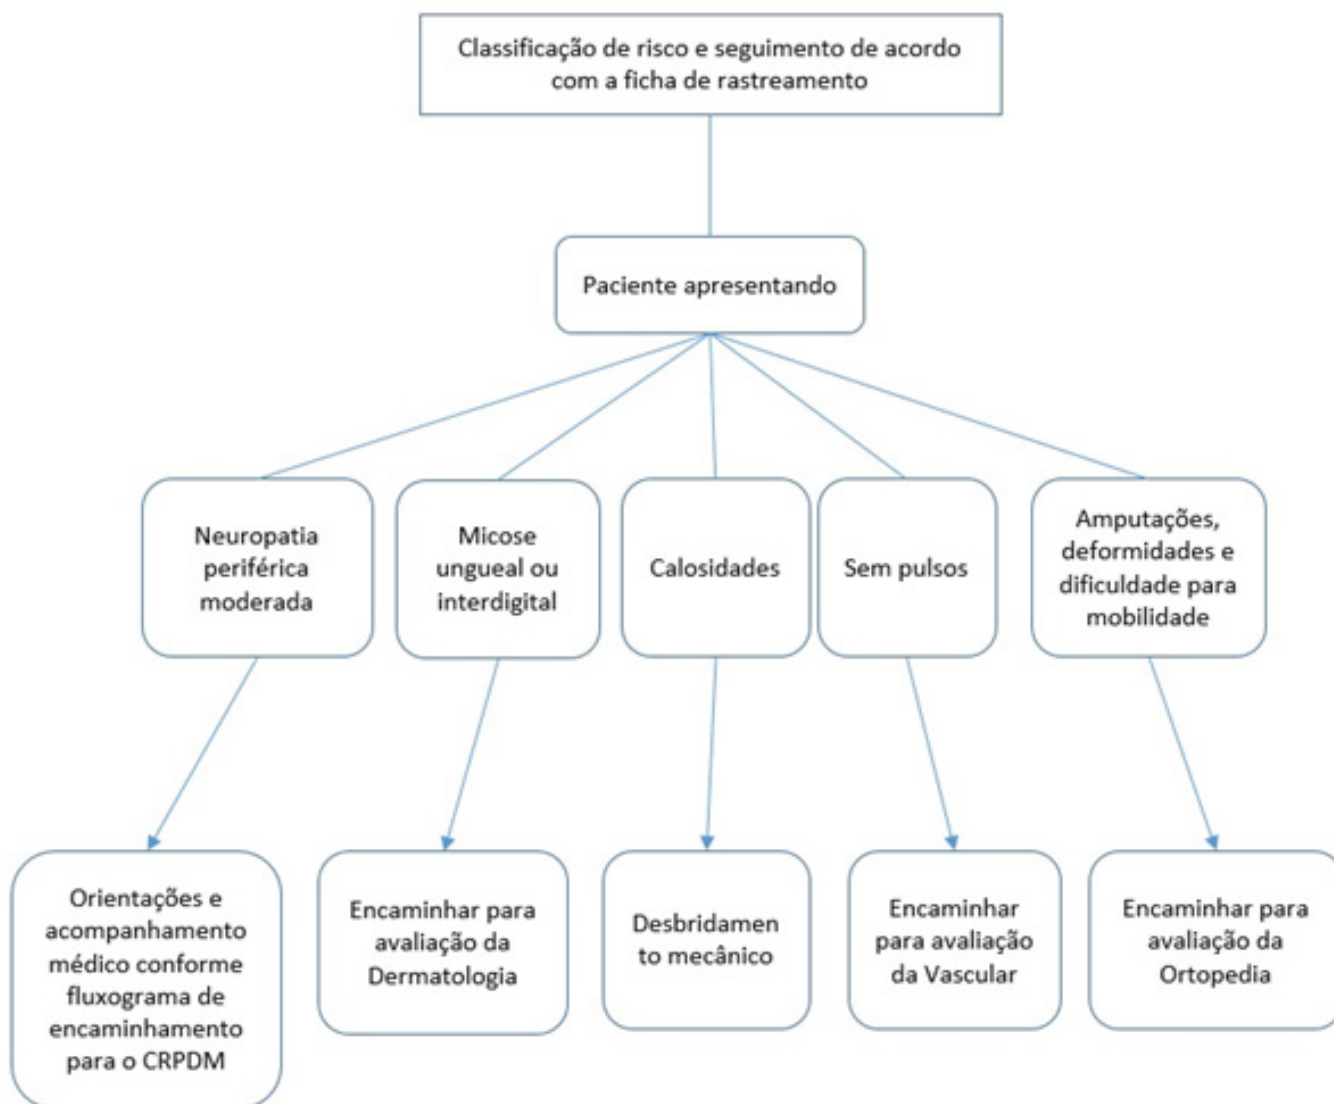 Classificação de risco e seguimento de acordo
com a ficha de rastreamento
Paciente apresentando
Neuropatia
periférica
moderada
Micose
ungueal ou
interdigital
Calosidades
Sem pulsos
Amputações,
deformidades e
dificuldade para
mobilidade
Orientações e
acompanhamento
médico conforme
fluxograma de
encaminhamento
para o CRPDM
Encaminhar para
avaliação da
Dermatologia
Desbridamen
to mecânico
Encaminhar
para avaliação
da Vascular
Encaminhar para
avaliação da
Ortopedia